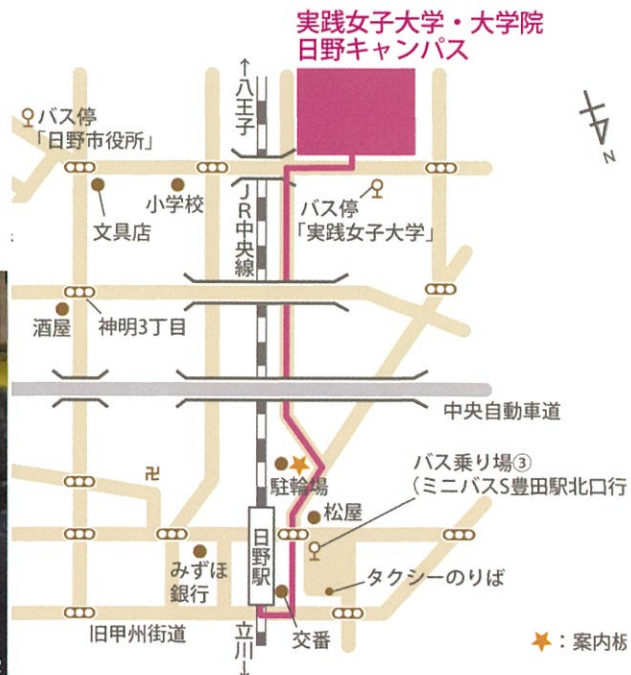 実践女子大学・大学院
日野キャンパス
↑八王子
バス停
「日野市役所」
文具店
小学校
JR中央線
バス停
「実践女子大学」
N
酒屋
神明3丁目
中央自動車道
卍
駐輪場
バス乗り場③
(ミニバスS豊田駅北口行
松屋
日野駅
みずほ
銀行
タクシーのりば
旧甲州街道
交番
立川↓
★：案内板